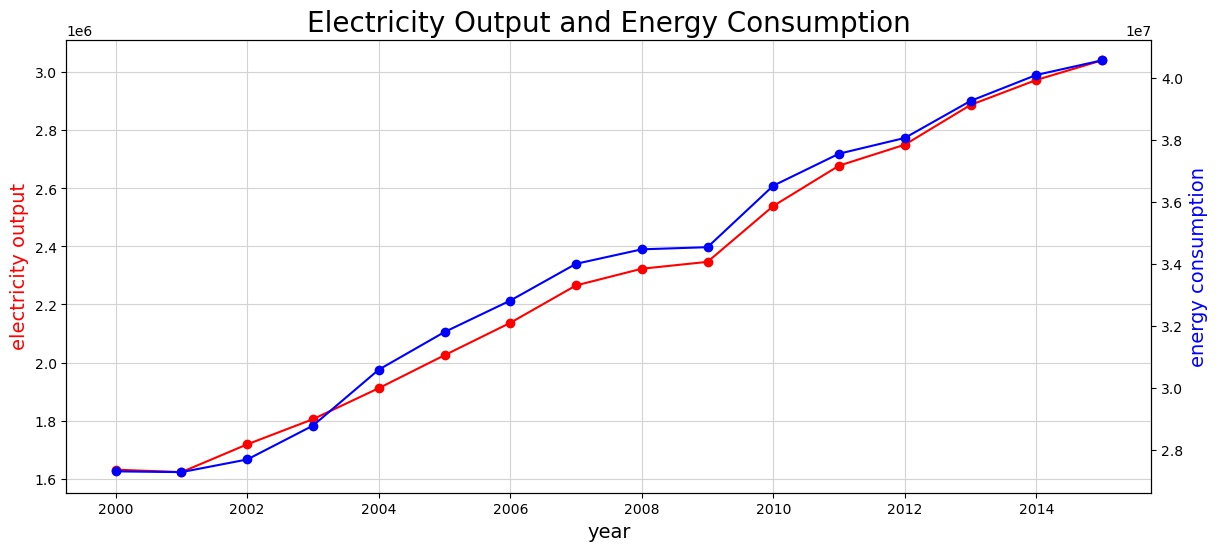 Electricity Output and Energy Consumption
1e6
1e7
3.0
2.8
2.6
2.4
2.2
2.0
1.8
1.6
electricity output
4.0
3.8
3.6
3.4
3.2
3.0
2.8
energy consumption
2000 2002 2004 2006 2008 2010 2012 2014
year